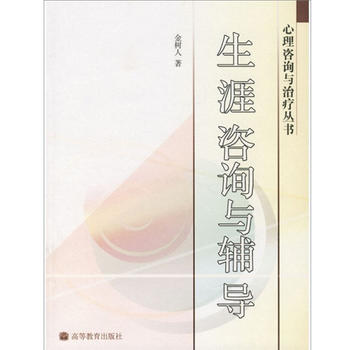 心理咨询与治疗丛书
生涯咨询与辅导
金树人 著
高等教育出版社